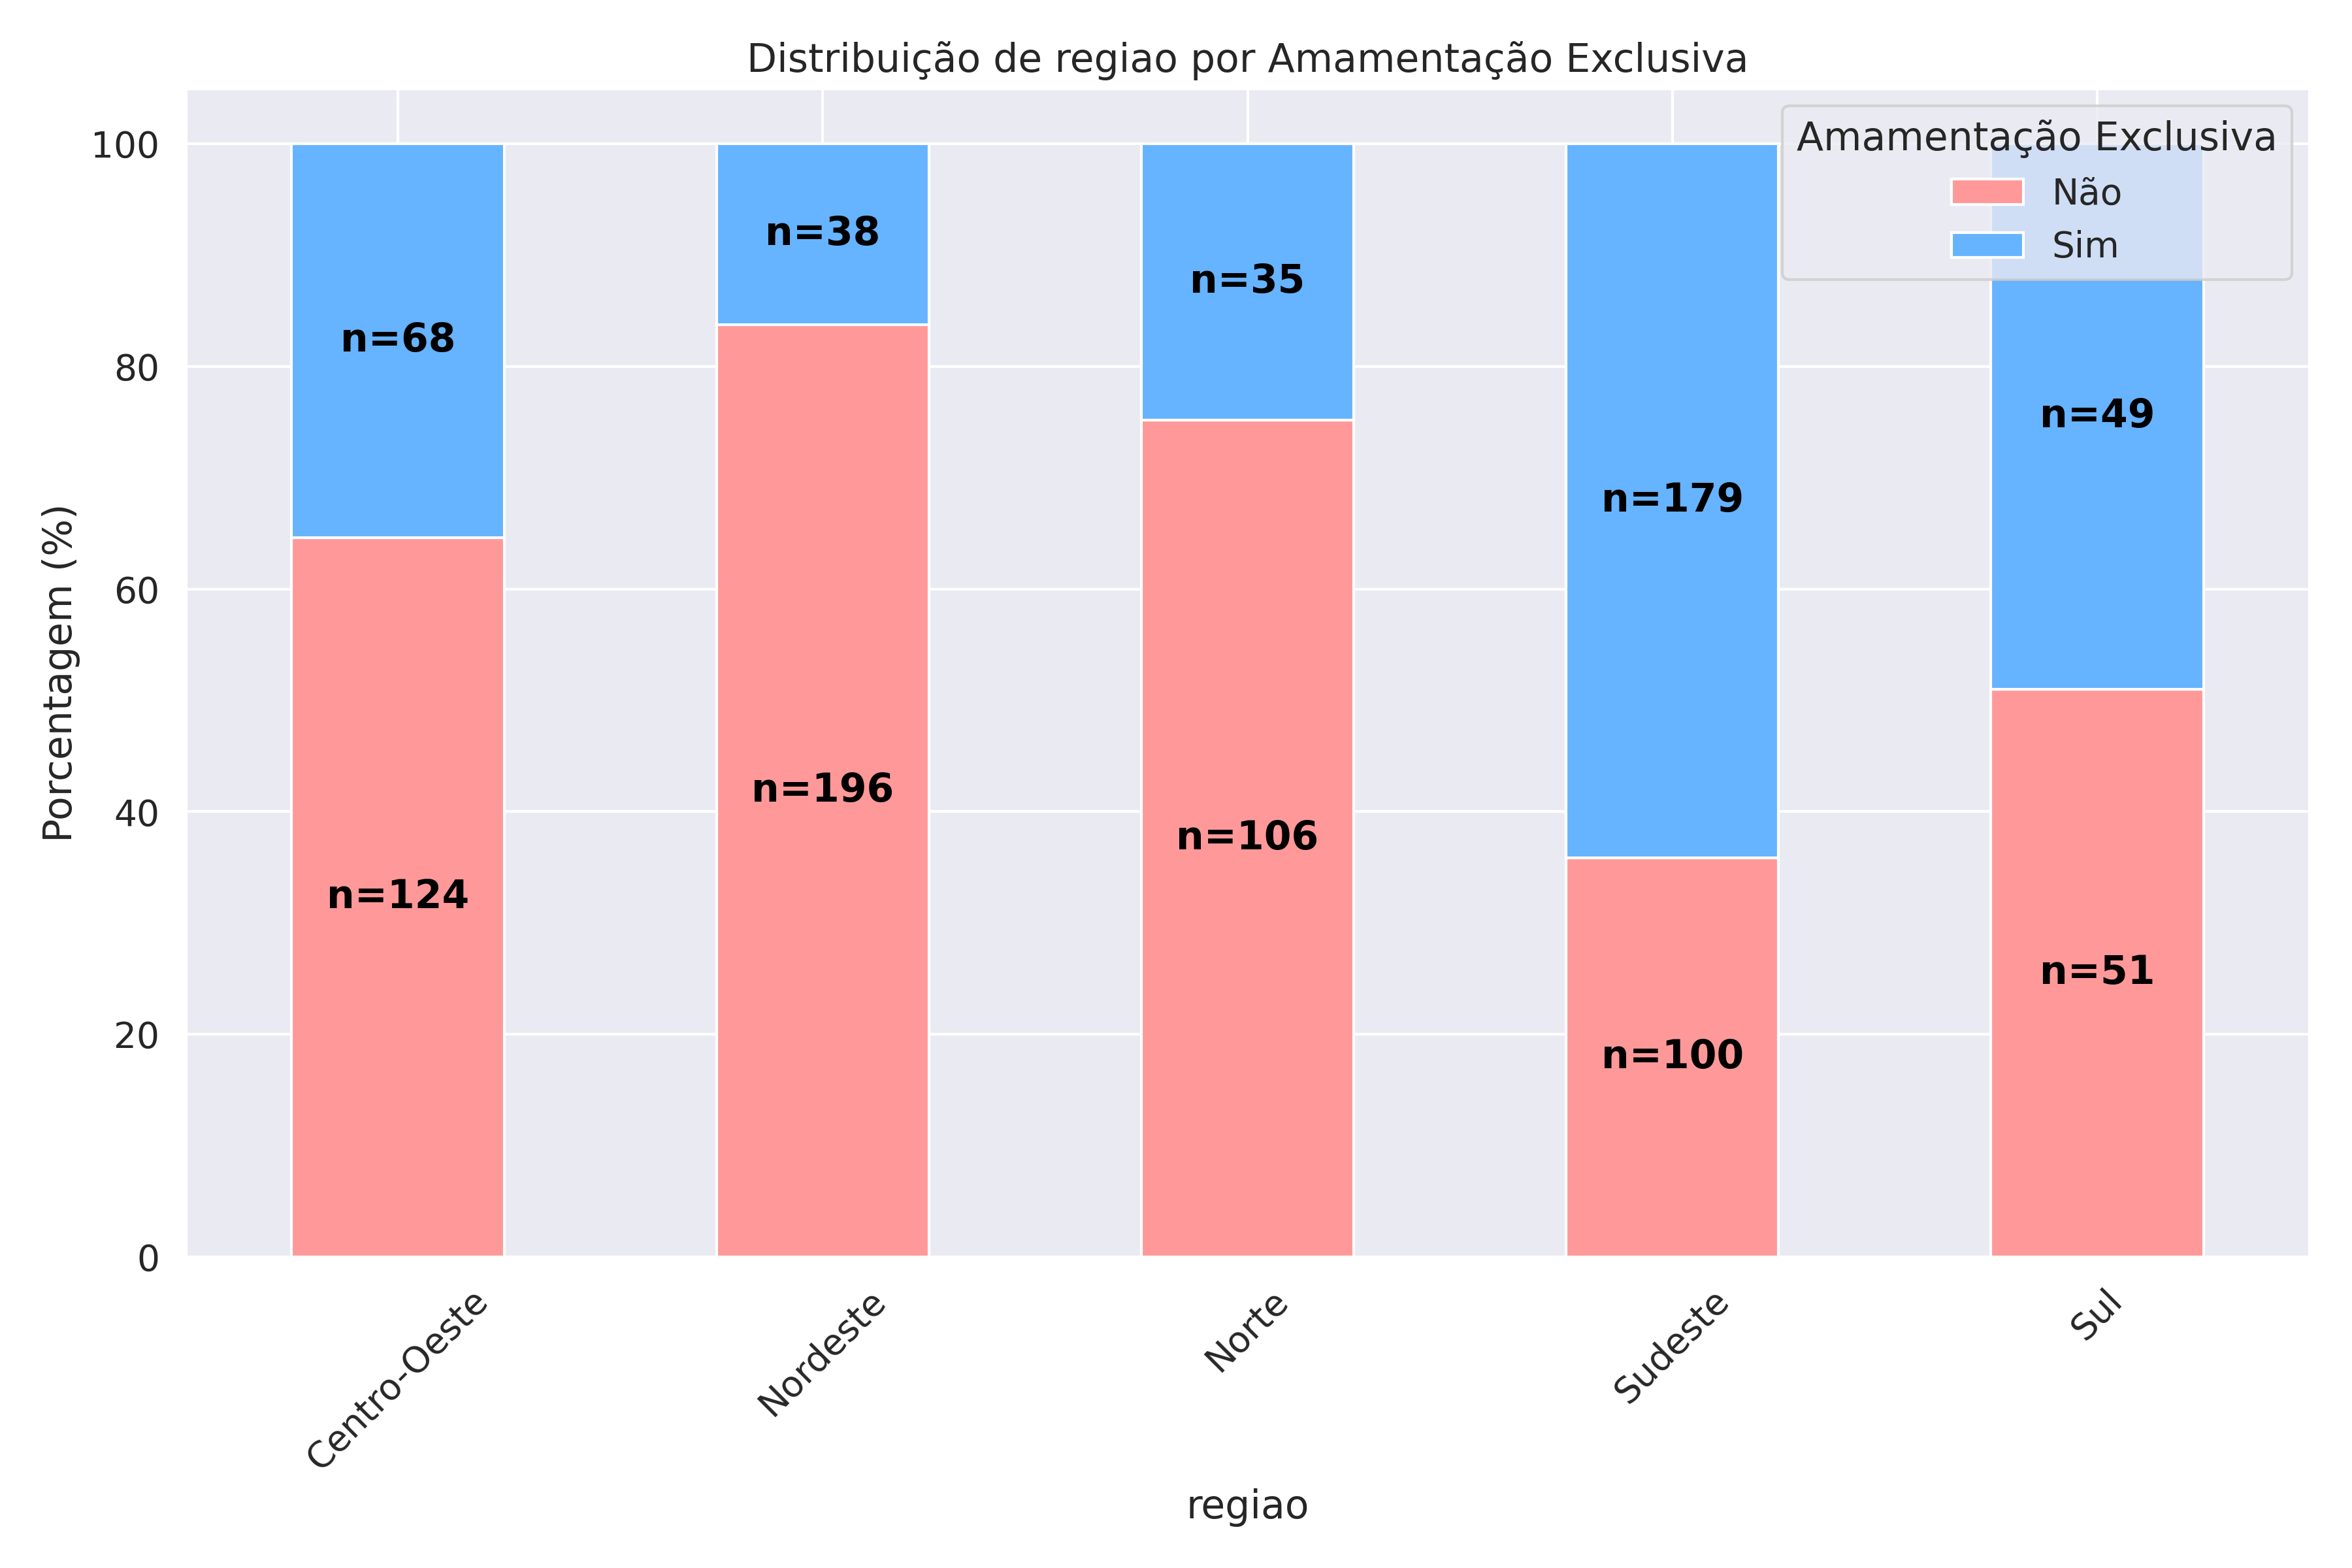 Distribuição de regiao por Amamentação Exclusiva
Amamentação Exclusiva
Não
Sim
Porcentagem (%)
100
80
60
40
20
0
n=68
n=124
n=38
n=196
n=35
n=106
n=179
n=100
n=49
n=51
Centro-Oeste
Nordeste
Norte
Sudeste
Sul
regiao